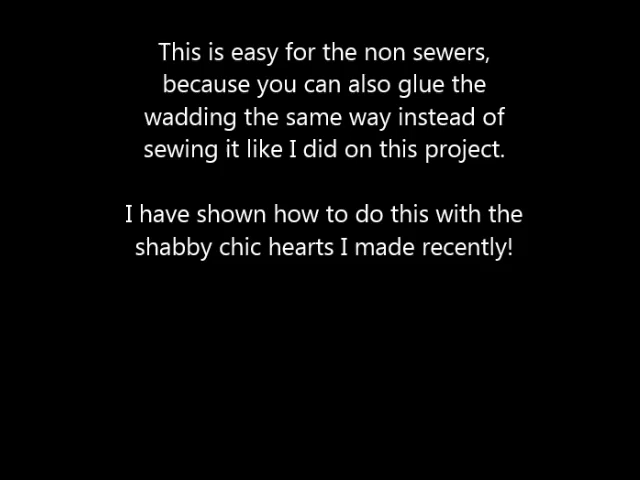 This is easy for the non sewers,
because you can also glue the
wadding the same way instead of
sewing it like I did on this project.
I have shown how to do this with the
shabby chic hearts I made recently!